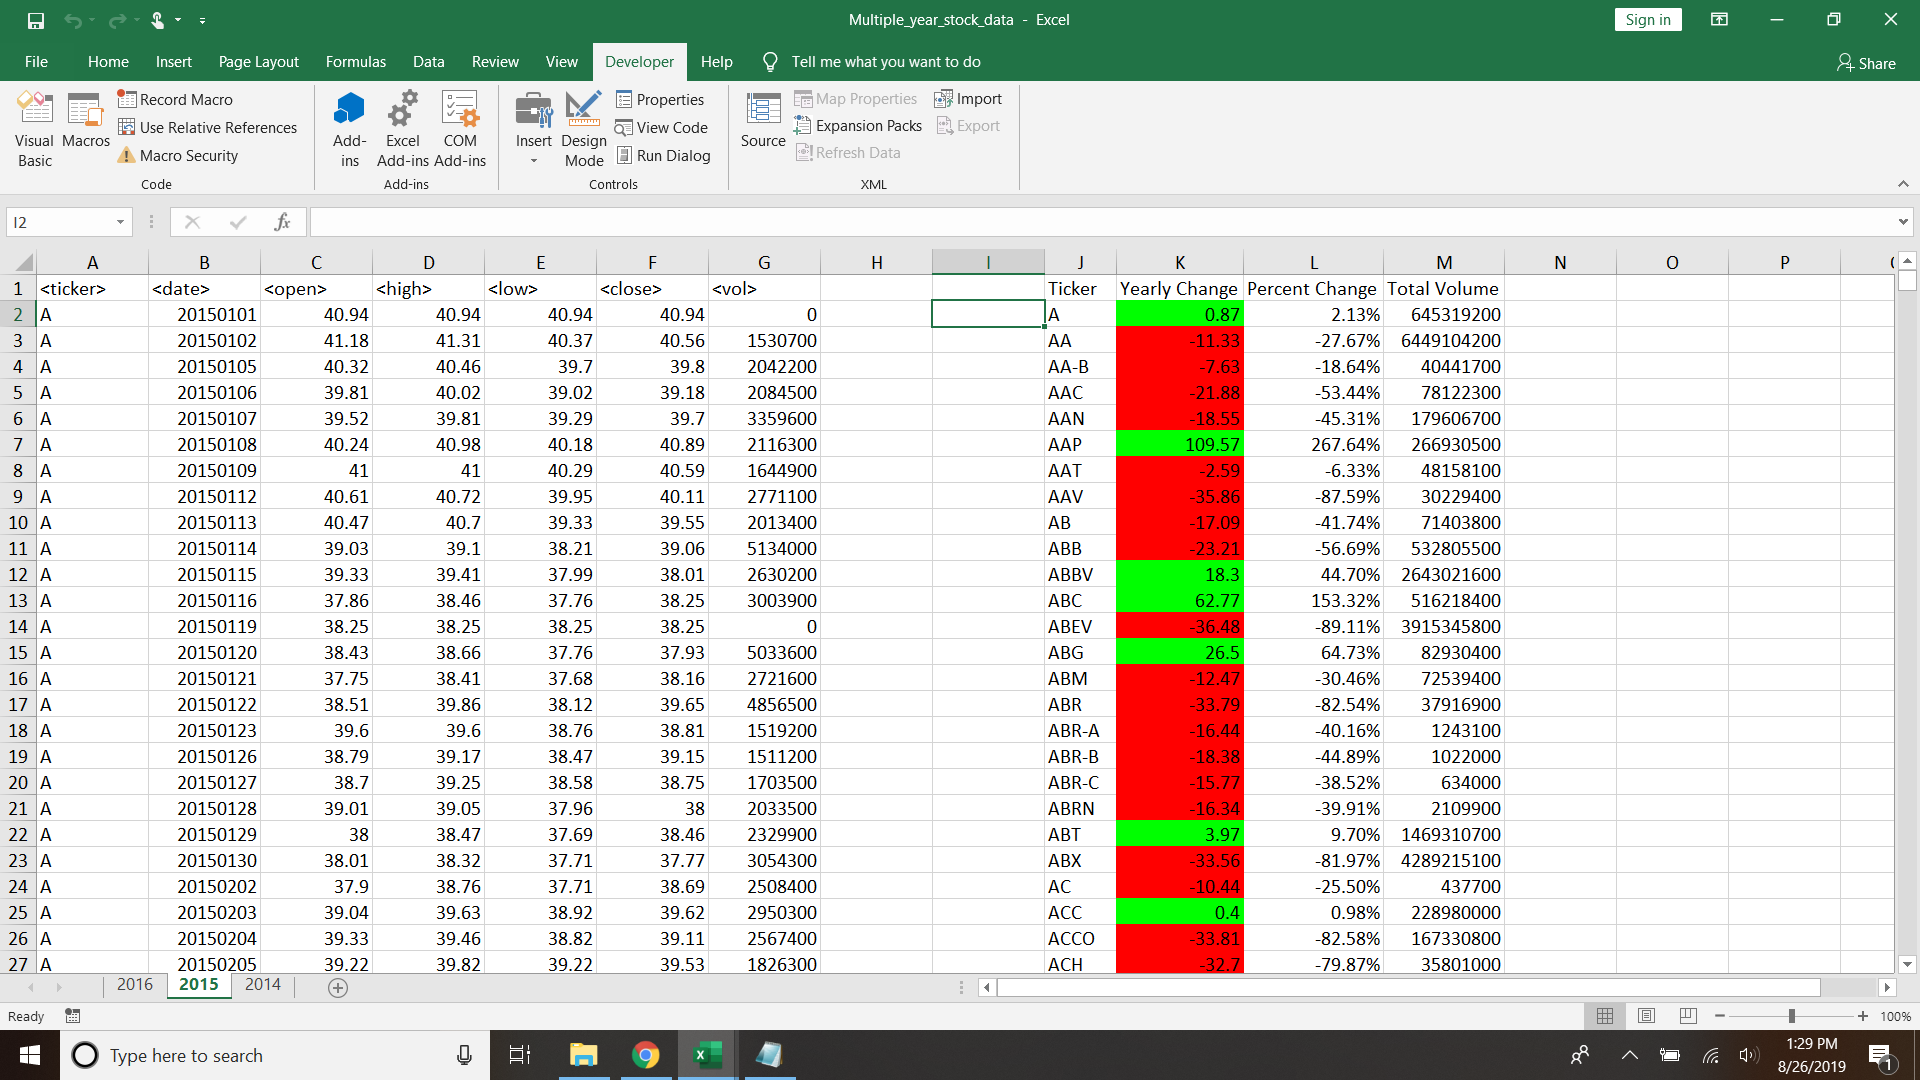 Multiple_year_stock_data - Excel
Sign in
File Home Insert Page Layout Formulas Data Review View Developer Help Tell me what you want to do Share
Visual Basic
Macros
Record Macro
Use Relative References
Macro Security
Code
Add-ins
Excel Add-ins
COM Add-ins
Add-ins
Insert
Design Mode
Properties
View Code
Run Dialog
Controls
Source
Map Properties
Expansion Packs
Refresh Data
Import
Export
XML
I2
fx
A B C D E F G H I J K L M N O P
1 <ticker> <date> <open> <high> <low> <close> <vol> Ticker Yearly Change Percent Change Total Volume
2 A 20150101 40.94 40.94 40.94 40.94 0 A 0.87 2.13% 645319200
3 A 20150102 41.18 41.31 40.37 40.56 1530700 AA -11.33 -27.67% 6449104200
4 A 20150105 40.32 40.46 39.7 39.8 2042200 AA-B -7.63 -18.64% 40441700
5 A 20150106 39.81 40.02 39.02 39.18 2084500 AAC -21.88 -53.44% 78122300
6 A 20150107 39.52 39.81 39.29 39.7 3359600 AAN -18.55 -45.31% 179606700
7 A 20150108 40.24 40.98 40.18 40.89 2116300 AAP 109.57 267.64% 266930500
8 A 20150109 41 41 40.29 40.59 1644900 AAT -2.59 -6.33% 48158100
9 A 20150112 40.61 40.72 39.95 40.11 2771100 AAV -35.86 -87.59% 30229400
10 A 20150113 40.47 40.7 39.33 39.55 2013400 AB -17.09 -41.74% 71403800
11 A 20150114 39.03 39.1 38.21 39.06 5134000 ABB -23.21 -56.69% 532805500
12 A 20150115 39.33 39.41 37.99 38.01 2630200 ABBV 18.3 44.70% 2643021600
13 A 20150116 37.86 38.46 37.76 38.25 3003900 ABC 62.77 153.32% 516218400
14 A 20150119 38.25 38.25 38.25 38.25 0 ABEV -36.48 -89.11% 3915345800
15 A 20150120 38.43 38.66 37.76 37.93 5033600 ABG 26.5 64.73% 82930400
16 A 20150121 37.75 38.41 37.68 38.16 2721600 ABM -12.47 -30.46% 72539400
17 A 20150122 38.51 39.86 38.12 39.65 4856500 ABR -33.79 -82.54% 37916900
18 A 20150123 39.6 39.6 38.76 38.81 1519200 ABR-A -16.44 -40.16% 1243100
19 A 20150126 38.79 39.17 38.47 39.15 1511200 ABR-B -18.38 -44.89% 1022000
20 A 20150127 38.7 39.25 38.58 38.75 1703500 ABR-C -15.77 -38.52% 634000
21 A 20150128 39.01 39.05 37.96 38 2033500 ABRN -16.34 -39.91% 2109900
22 A 20150129 38 38.47 37.69 38.46 2329900 ABT 3.97 9.70% 1469310700
23 A 20150130 38.01 38.32 37.71 37.77 3054300 ABX -33.56 -81.97% 4289215100
24 A 20150202 37.9 38.76 37.71 38.69 2508400 AC -10.44 -25.50% 437700
25 A 20150203 39.04 39.63 38.92 39.62 2950300 ACC 0.4 0.98% 228980000
26 A 20150204 39.33 39.46 38.82 39.11 2567400 ACCO -33.81 -82.58% 167330800
27 A 20150205 39.22 39.82 39.22 39.53 1826300 ACH -32.7 -79.87% 35801000
2016 2015 2014
Ready
100%
Type here to search
1:29 PM
8/26/2019
1